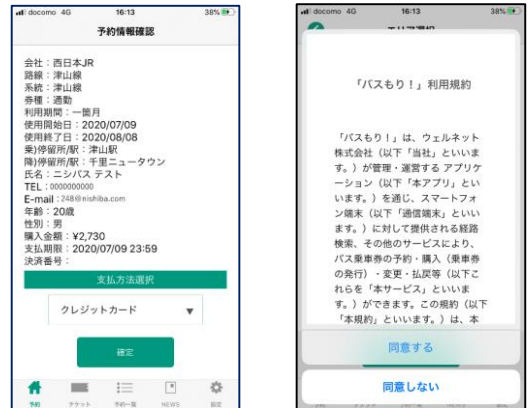 docomo 4G 16:13 38%
予約情報確認
会社：西日本JR
路線：津山線
系統：津山線
券種：通勤
利用期間：一箇月
使用開始日：2020/07/09
使用終了日：2020/08/08
乗)停留所/駅：津山駅
降)停留所/駅：千里ニュータウン
氏名：ニシバス テスト
TEL：0000000000
E-mail：248@nishiba.com
年齢：20歳
性別：男
購入金額：¥2,730
支払期限：2020/07/09 23:59
決済番号：
支払方法選択
クレジットカード ▼
確定
予約 チケット 予約一覧 NEWS 設定
docomo 4G 16:13 38%
エリア選択
「バスもり！」利用規約
「バスもり！」は、ウェルネット
株式会社（以下「当社」といいま
す。）が管理・運営する アプリケ
ーション（以下「本アプリ」とい
います。）を通じ、スマートフォ
ン端末（以下「通信端末」といい
ます。）に対して提供される経路
検索、その他のサービスにより、
バス乗車券の予約・購入（乗車券
の発行）・変更・払戻等（以下こ
れらを「本サービス」といいま
す。）ができます。この規約（以下
「本規約」といいます。）は、本
同意する
同意しない